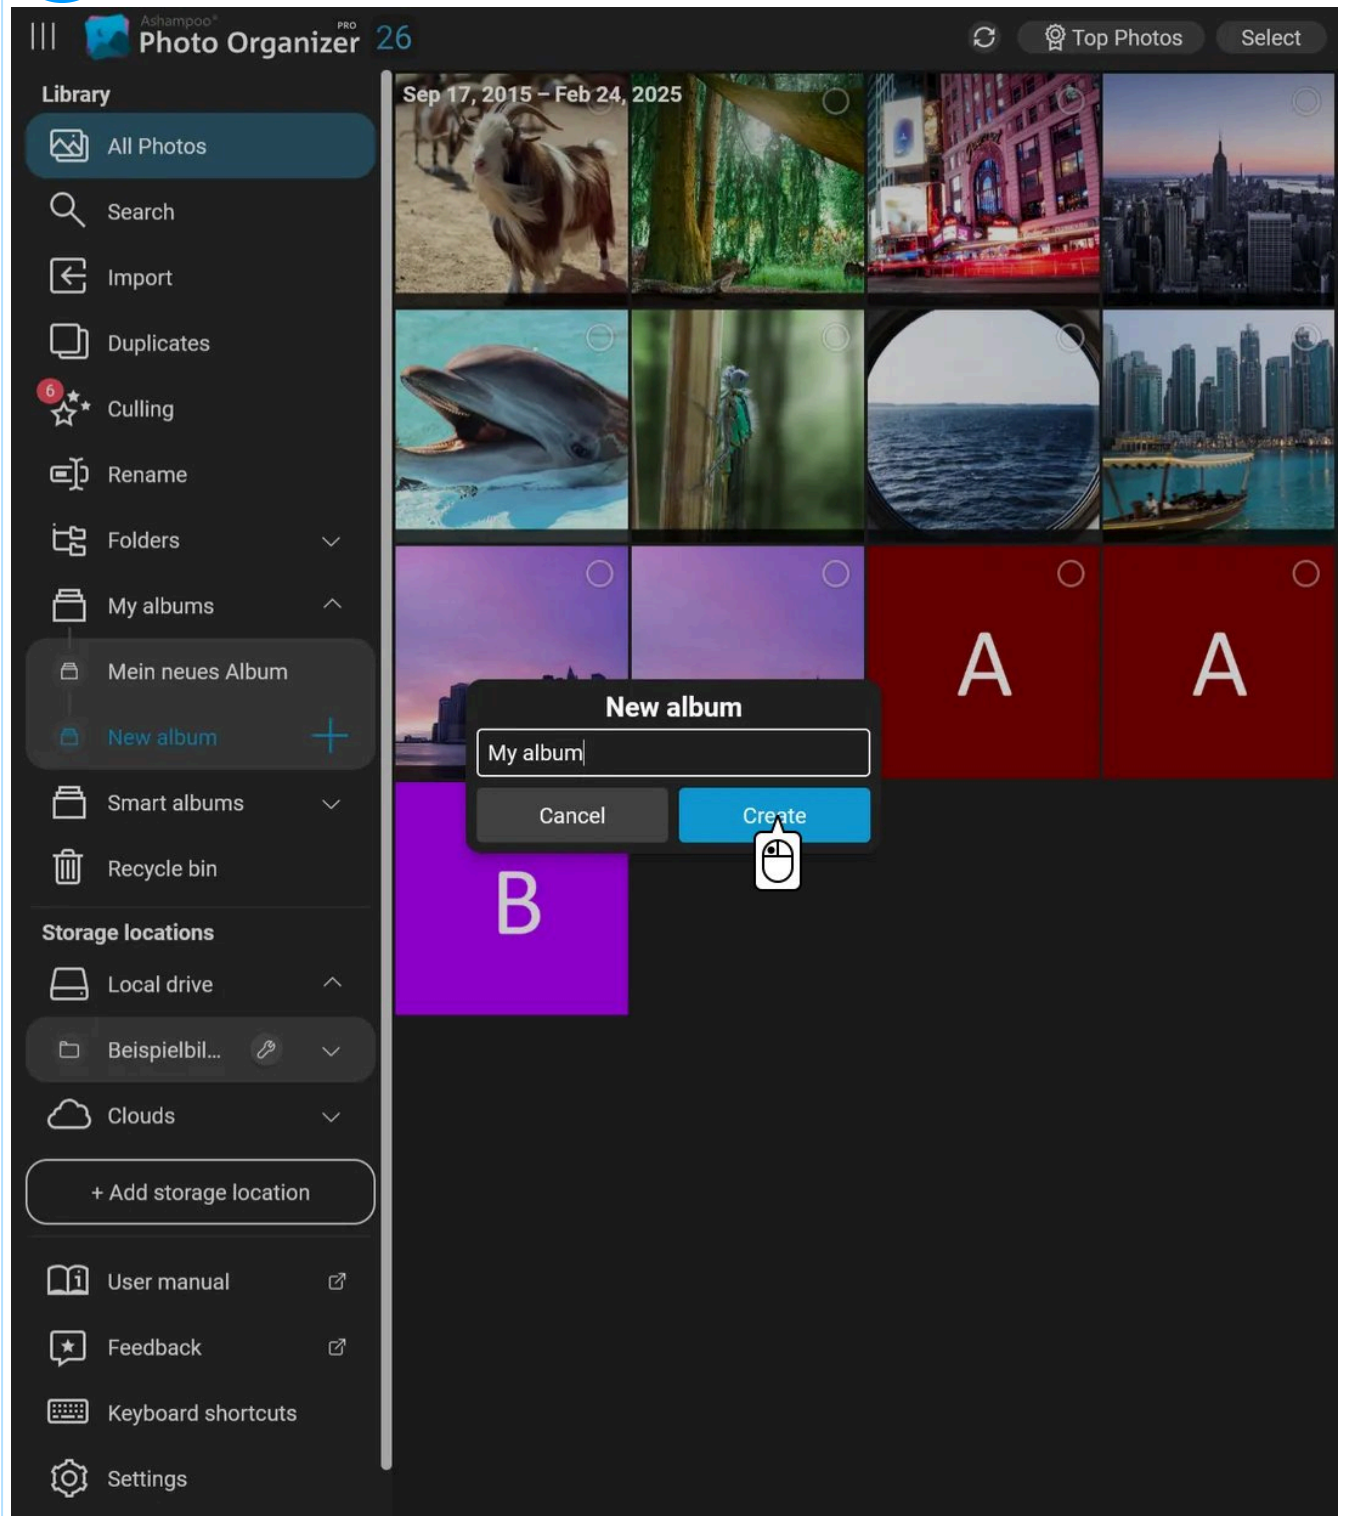 Ashampoo®
Photo Organizer PRO 26
Top Photos
Select
Library
All Photos
Search
Import
Duplicates
6
Culling
Rename
Folders
My albums
Mein neues Album
New album
Smart albums
Recycle bin
Storage locations
Local drive
Beispielbil...
Clouds
+ Add storage location
User manual
Feedback
Keyboard shortcuts
Settings
Sep 17, 2015 – Feb 24, 2025
A
A
New album
My album
Cancel
Create
B